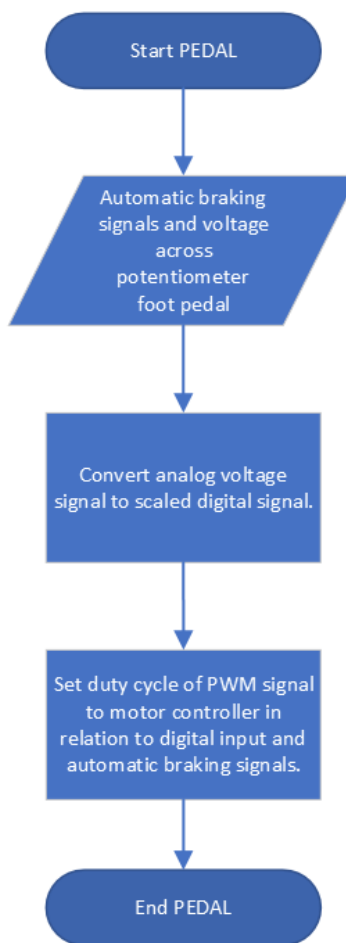 Start PEDAL
Automatic braking
signals and voltage
across
potentiometer
foot pedal
Convert analog voltage
signal to scaled digital signal.
Set duty cycle of PWM signal
to motor controller in
relation to digital input and
automatic braking signals.
End PEDAL